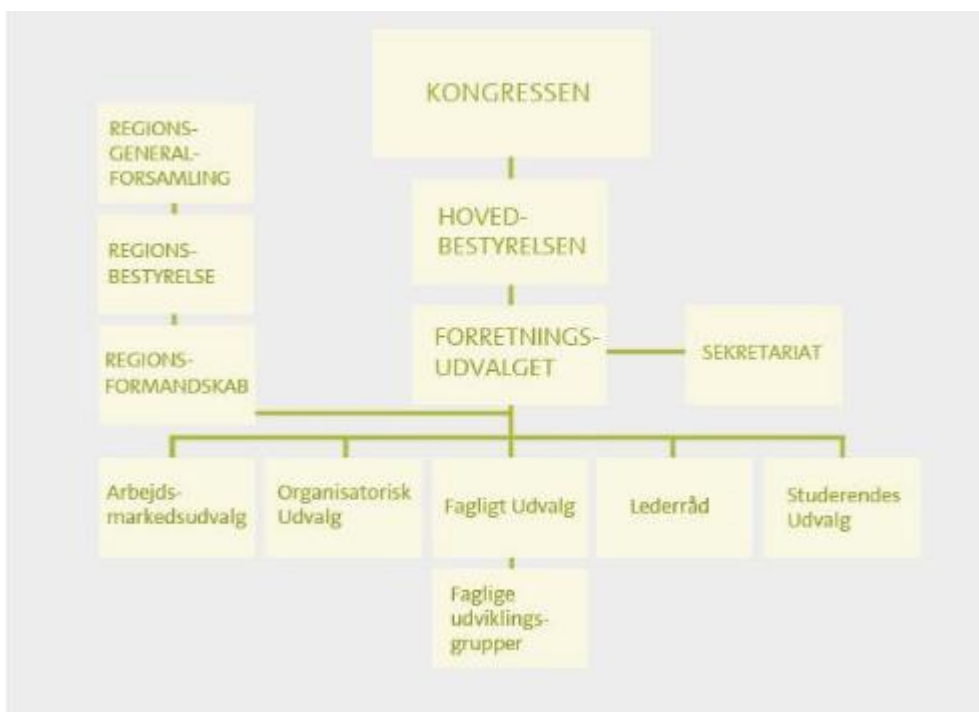 KONGRESSEN
REGIONS-
GENERAL-
FORSAMLING
HOVED-
BESTYRELSEN
REGIONS-
BESTYRELSE
FORRETNINGS-
UDVALGET
SEKRETARIAT
REGIONS-
FORMANDSKAB
Arbejds-
markedsudvalg
Organisatorisk
Udvalg
Fagligt Udvalg
Lederråd
Studerendes
Udvalg
Faglige
udviklings-
grupper